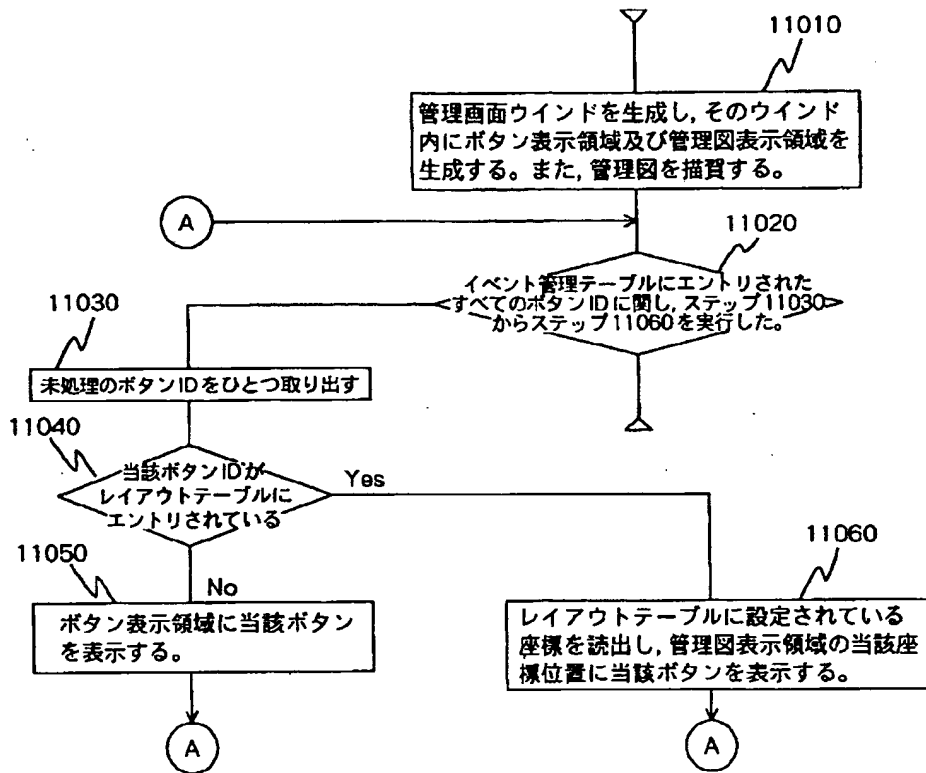 11010
管理画面ウインドを生成し,そのウインド
内にボタン表示領域及び管理図表示領域を
生成する。また,管理図を描貿する。
A
11020
イベント管理テーブルにエントリされた
すべてのボタンIDに関し,ステップ11030
からステップ11060を実行した。
11030
未処理のボタンIDをひとつ取り出す
11040
当該ボタンIDが
レイアウトテーブルに
エントリされている
Yes
No
11050
ボタン表示領域に当該ボタン
を表示する。
A
11060
レイアウトテーブルに設定されている
座標を読出し,管理図表示領域の当該座
標位置に当該ボタンを表示する。
A